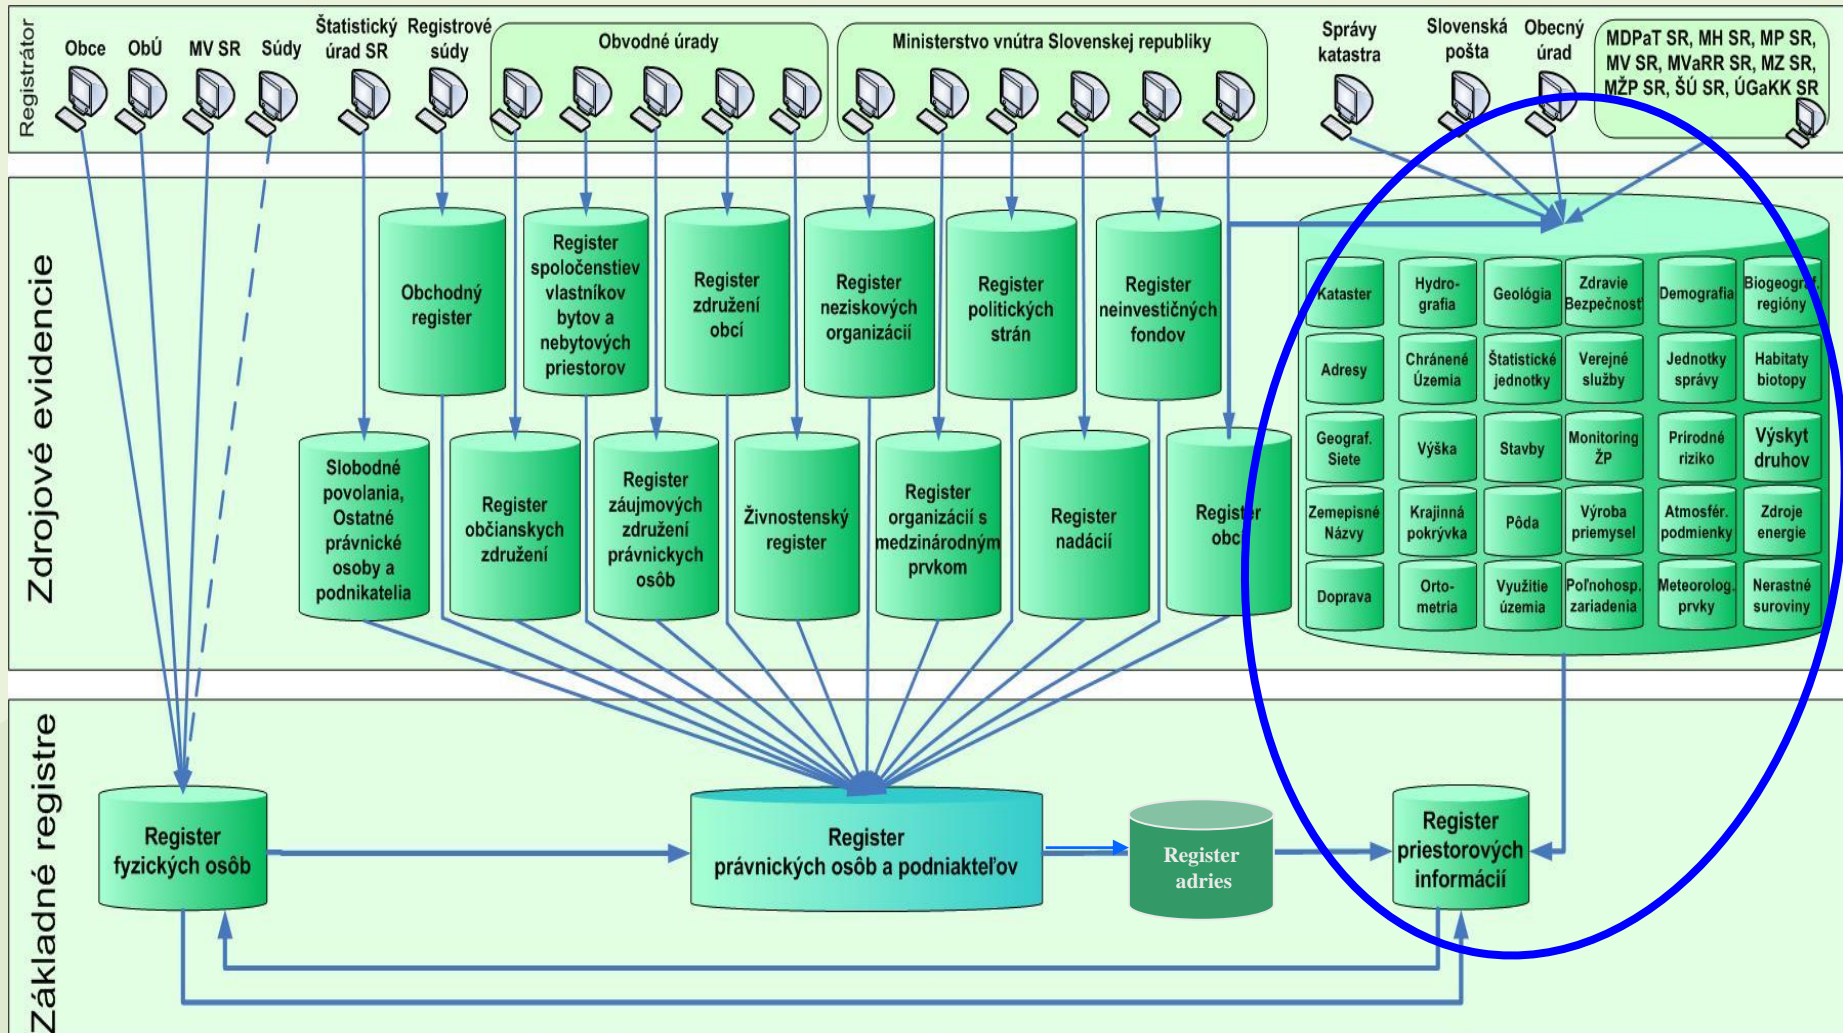 Registrátor
Obce
ObÚ
MV SR
Súdy
Štatistický
úrad SR
Registrové
súdy
Obvodné úrady
Ministerstvo vnútra Slovenskej republiky
Správy
katastra
Slovenská
pošta
Obecný
úrad
MDPaT SR, MH SR, MP SR,
MV SR, MVaRR SR, MZ SR,
MŽP SR, ŠÚ SR, ÚGaKK SR
Zdrojové evidencie
Obchodný
register
Register
spoločenstiev
vlastníkov
bytov a
nebytových
priestorov
Register
združení
obcí
Register
neziskových
organizácií
Register
politických
strán
Register
neinvestičných
fondov
Slobodné
povolania,
Ostatné
právnické
osoby a
podnikatelia
Register
občianskych
združení
Register
záujmových
združení
právnickych
osôb
Živnostenský
register
Register
organizácií s
medzinárodným
prvkom
Register
nadácií
Register
obcí
Kataster
Hydro-
grafia
Geológia
Zdravie
Bezpečnosť
Demografia
Biogeograf.
regióny
Adresy
Chránené
Územia
Štatistické
jednotky
Verejné
služby
Jednotky
správy
Habitaty
biotopy
Geograf.
Siete
Výška
Stavby
Monitoring
ŽP
Prírodné
riziko
Výskyt
druhov
Zemepisné
Názvy
Krajinná
pokrývka
Pôda
Výroba
priemysel
Atmosfér.
podmienky
Zdroje
energie
Doprava
Orto-
metria
Využitie
územia
Poľnohosp.
zariadenia
Meteorolog.
prvky
Nerastné
suroviny
Základné registre
Register
fyzických osôb
Register
právnických osôb a podniakteľov
Register
adries
Register
priestorových
informácií